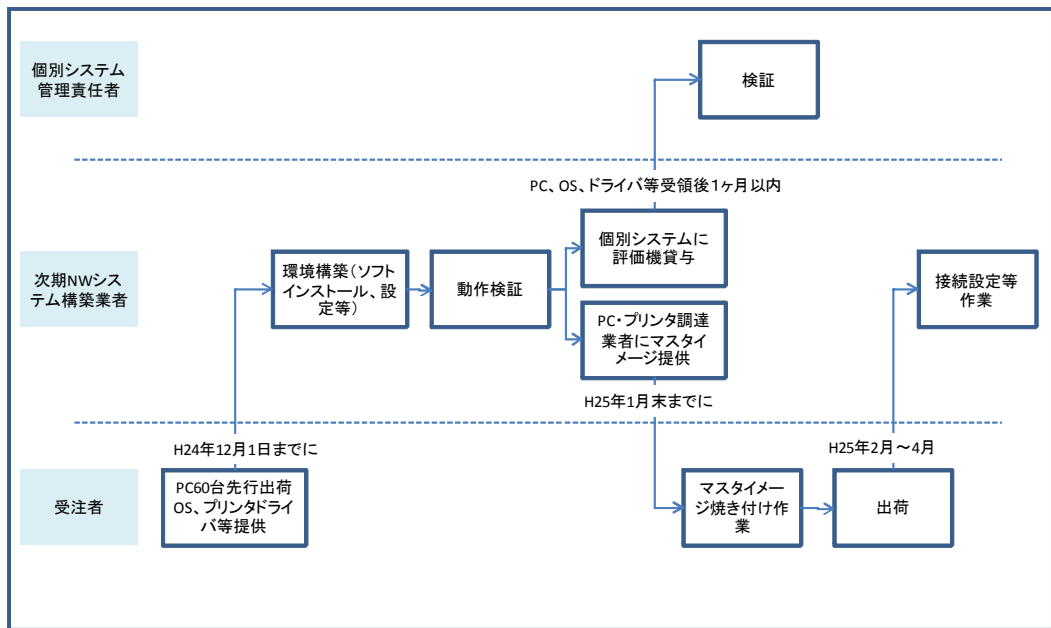 個別システム
管理責任者
検証
PC、OS、ドライバ等受領後1ヶ月以内
次期NWシス
テム構築業者
環境構築(ソフト
インストール、設
定等)
動作検証
個別システムに
評価機貸与
PC・プリンタ調達
業者にマスタイ
メージ提供
接続設定等
作業
H25年1月末までに
H24年12月1日までに
H25年2月～4月
受注者
PC60台先行出荷
OS、プリンタドライ
バ等提供
マスタイメー
ジ焼き付け作
業
出荷